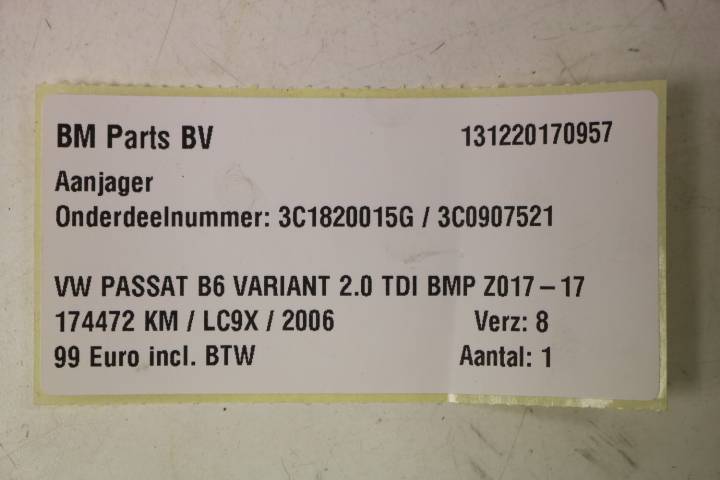 BM Parts BV 131220170957
Aanjager
Onderdeelnummer: 3C1820015G / 3C0907521
VW PASSAT B6 VARIANT 2.0 TDI BMP Z017-17
174472 KM / LC9X / 2006 Verz: 8
99 Euro incl. BTW Aantal: 1